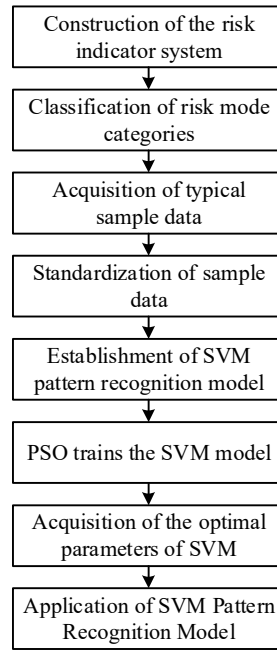 Construction of the risk
indicator system
Classification of risk mode
categories
Acquisition of typical
sample data
Standardization of sample
data
Establishment of SVM
pattern recognition model
PSO trains the SVM model
Acquisition of the optimal
parameters of SVM
Application of SVM Pattern
Recognition Model